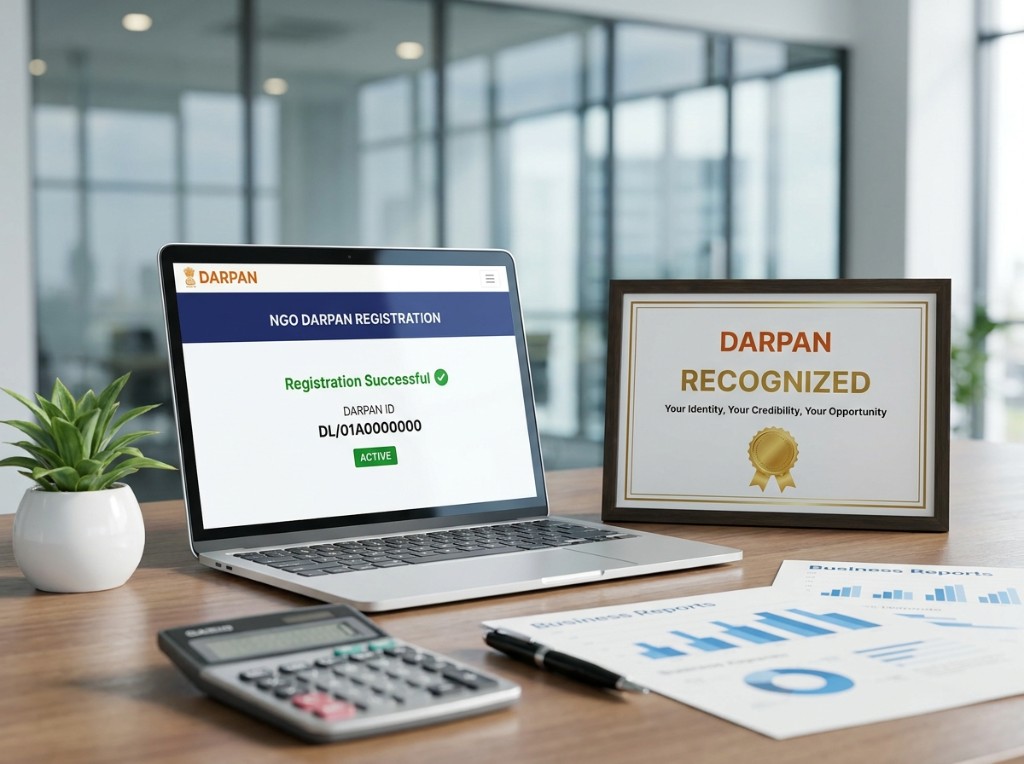 DARPAN
NGO DARPAN REGISTRATION
Registration Successful
DARPAN ID
DL/01A0000000
ACTIVE
DARPAN
RECOGNIZED
Your Identity, Your Credibility, Your Opportunity
Business Reports
Business Reports